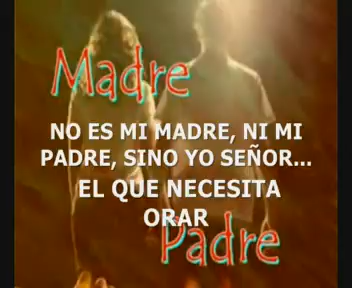 Madre
NO ES MI MADRE, NI MI
PADRE, SINO YO SEÑOR...
EL QUE NECESITA
ORAR
Padre